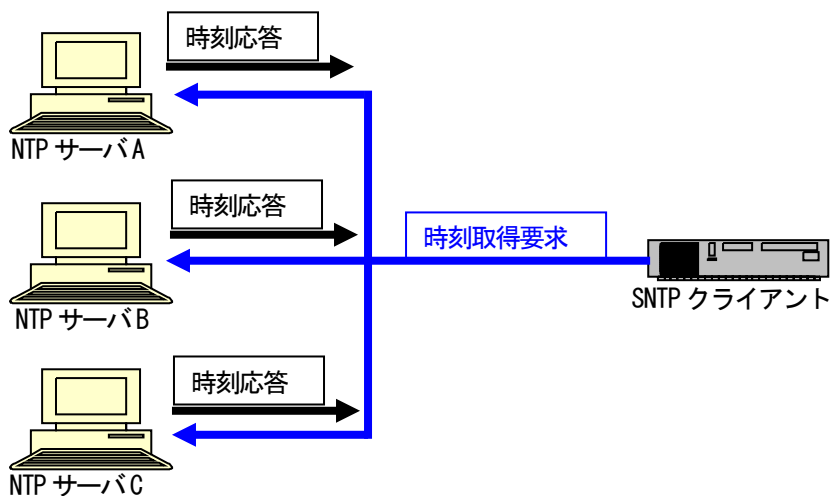 時刻応答
NTP サーバA
時刻応答
時刻取得要求
SNTP クライアント
NTP サーバB
時刻応答
NTP サーバC